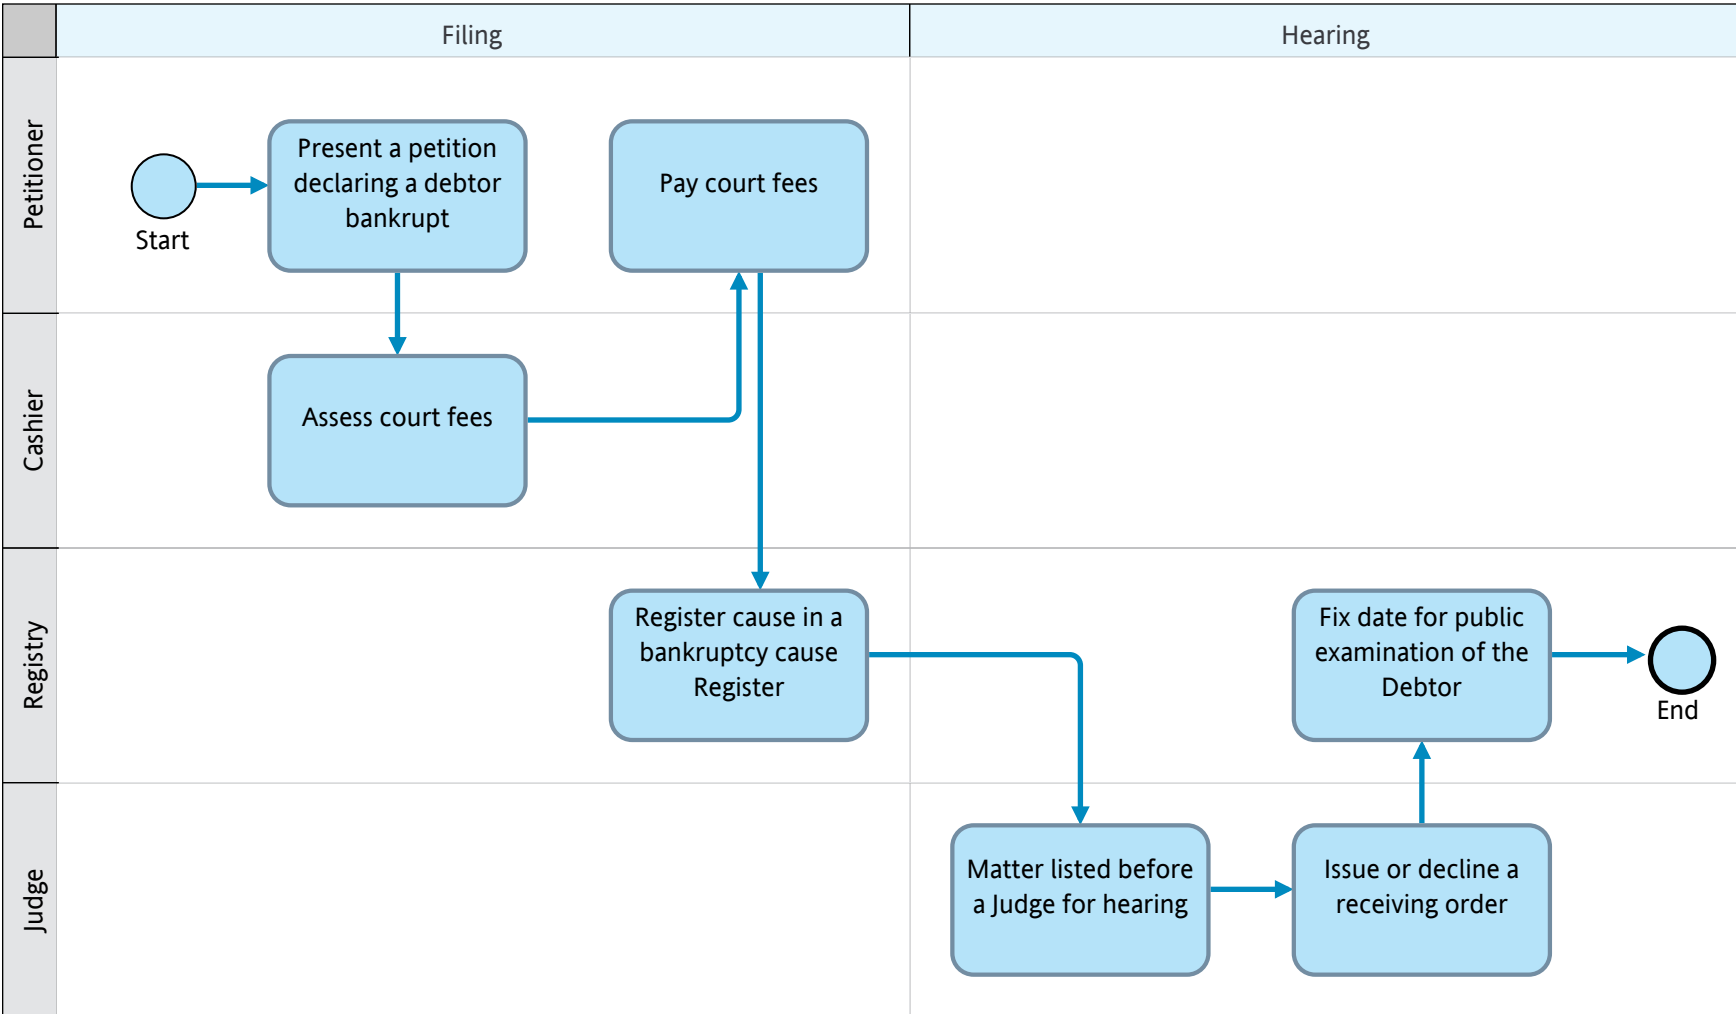 Filing
Hearing
Petitioner
Start
Present a petition
declaring a debtor
bankrupt
Pay court fees
Cashier
Assess court fees
Registry
Register cause in a
bankruptcy cause
Register
Fix date for public
examination of the
Debtor
End
Judge
Matter listed before
a Judge for hearing
Issue or decline a
receiving order